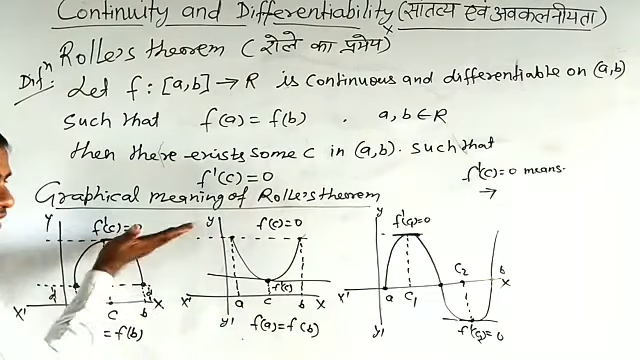 Continuity and Differentiability (सातत्य एवं अवकलनीयता)
Rolle's theorem (रोले का प्रमेय)
Defⁿ: Let f : [a,b] → R is continuous and differentiable on (a,b)
such that f(a) = f(b) . a, b ∈ R
then there exists some c in (a,b). such that
f'(c) = 0
f'(c) = 0 means.
→
Graphical meaning of Rolle's theorem
Y f'(c) = 0
X' c b X
= f(b)
y f(c) = 0
f'(c)
X' a c b X
y' f(a) = f(b)
y f'(c₁) = 0
X' a c₁ c₂ b X
y' f'(c₂) = 0